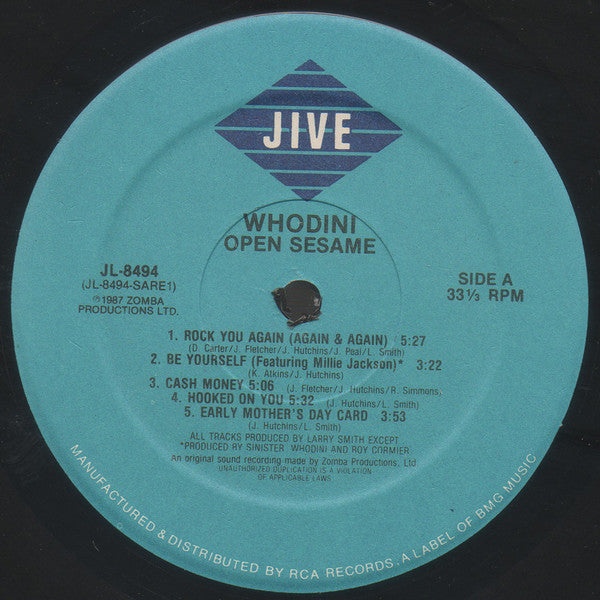 JIVE
WHODINI
OPEN SESAME
JL-8494
(JL-8494-SARE1)
℗1987 ZOMBA
PRODUCTIONS LTD.
SIDE A
33⅓ RPM
1. ROCK YOU AGAIN (AGAIN & AGAIN) 5:27
(D. Carter/J. Fletcher/J. Hutchins/J. Peal/L. Smith)
2. BE YOURSELF (Featuring Millie Jackson)* 3:22
(K. Atkins/J. Hutchins)
3. CASH MONEY 5:06 (J. Fletcher/J. Hutchins/R. Simmons)
4. HOOKED ON YOU 5:32 (J. Hutchins/L. Smith)
5. EARLY MOTHER'S DAY CARD 3:53
(J. Hutchins/L. Smith)
ALL TRACKS PRODUCED BY LARRY SMITH EXCEPT
*PRODUCED BY SINISTER WHODINI AND ROY CORMIER
An original sound recording made by Zomba Productions, Ltd
UNAUTHORIZED DUPLICATION IS A VIOLATION
OF APPLICABLE LAWS
MANUFACTURED & DISTRIBUTED BY RCA RECORDS. A LABEL OF BMG MUSIC